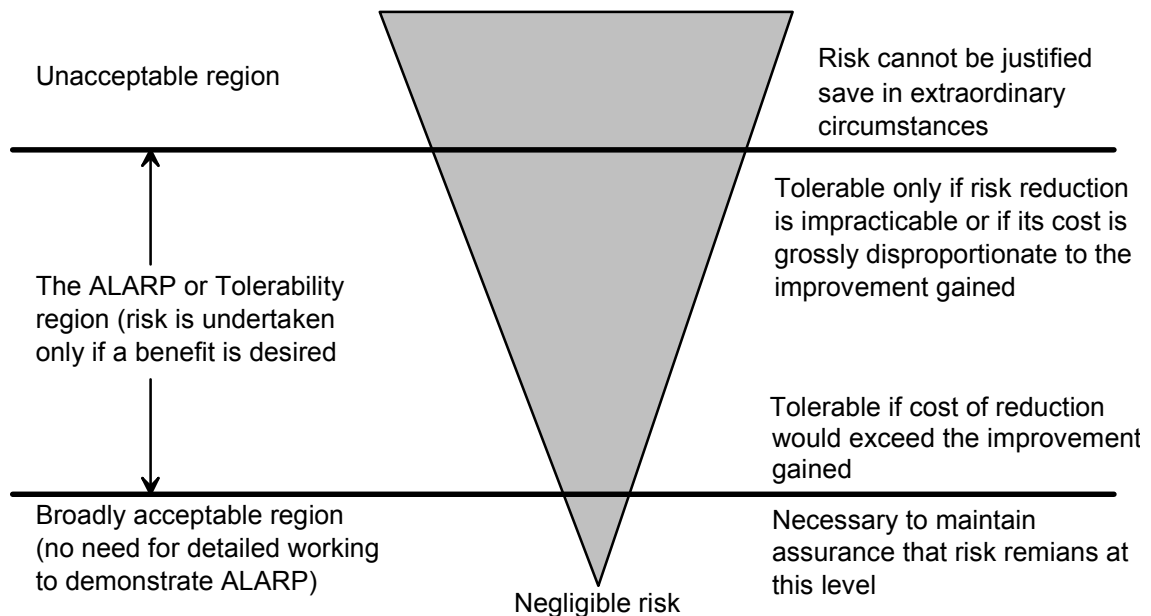 Unacceptable region
Risk cannot be justified
save in extraordinary
circumstances
The ALARP or Tolerability
region (risk is undertaken
only if a benefit is desired
Tolerable only if risk reduction
is impracticable or if its cost is
grossly disproportionate to the
improvement gained
Tolerable if cost of reduction
would exceed the improvement
gained
Broadly acceptable region
(no need for detailed working
to demonstrate ALARP)
Necessary to maintain
assurance that risk remians at
this level
Negligible risk